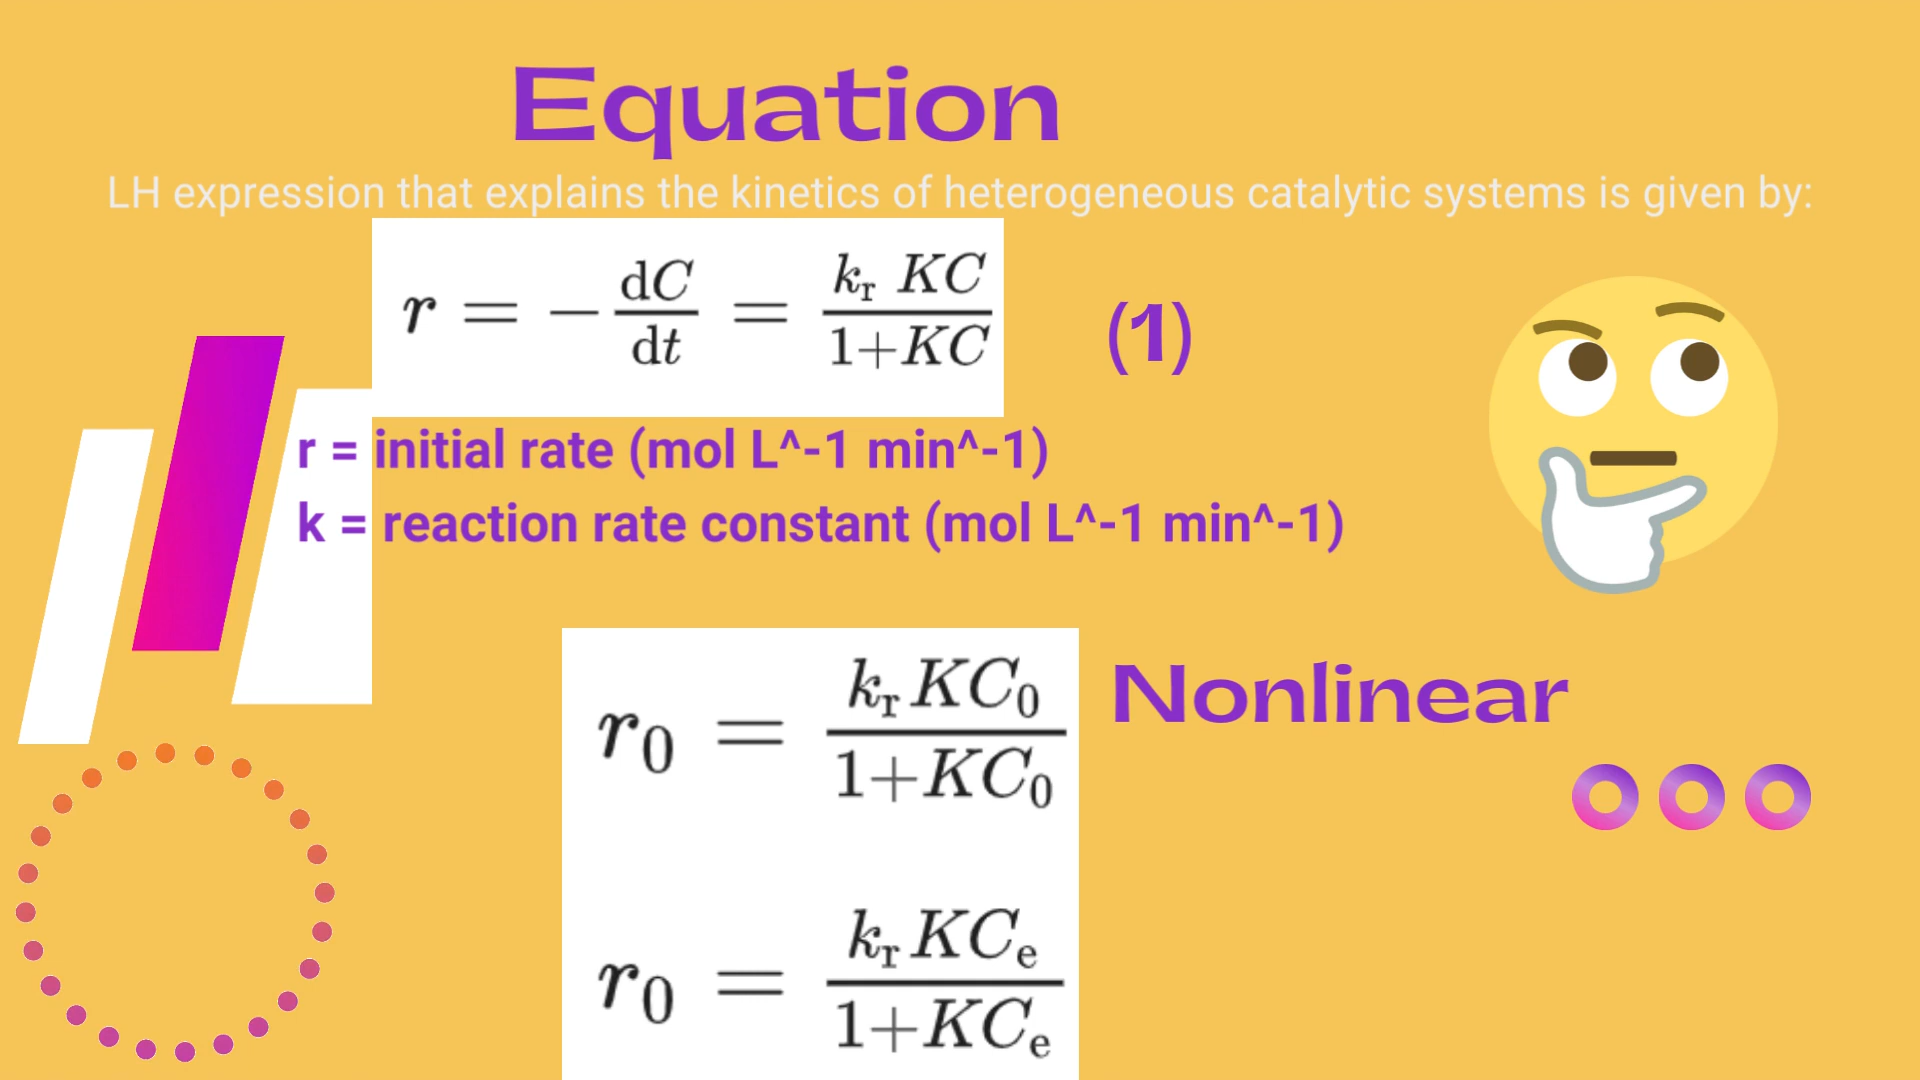 Equation
LH expression that explains the kinetics of heterogeneous catalytic systems is given by:
r = − dC/dt = k_r KC / 1+KC (1)
r = initial rate (mol L^-1 min^-1)
k = reaction rate constant (mol L^-1 min^-1)
r_0 = k_r KC_0 / 1+KC_0 Nonlinear
r_0 = k_r KC_e / 1+KC_e